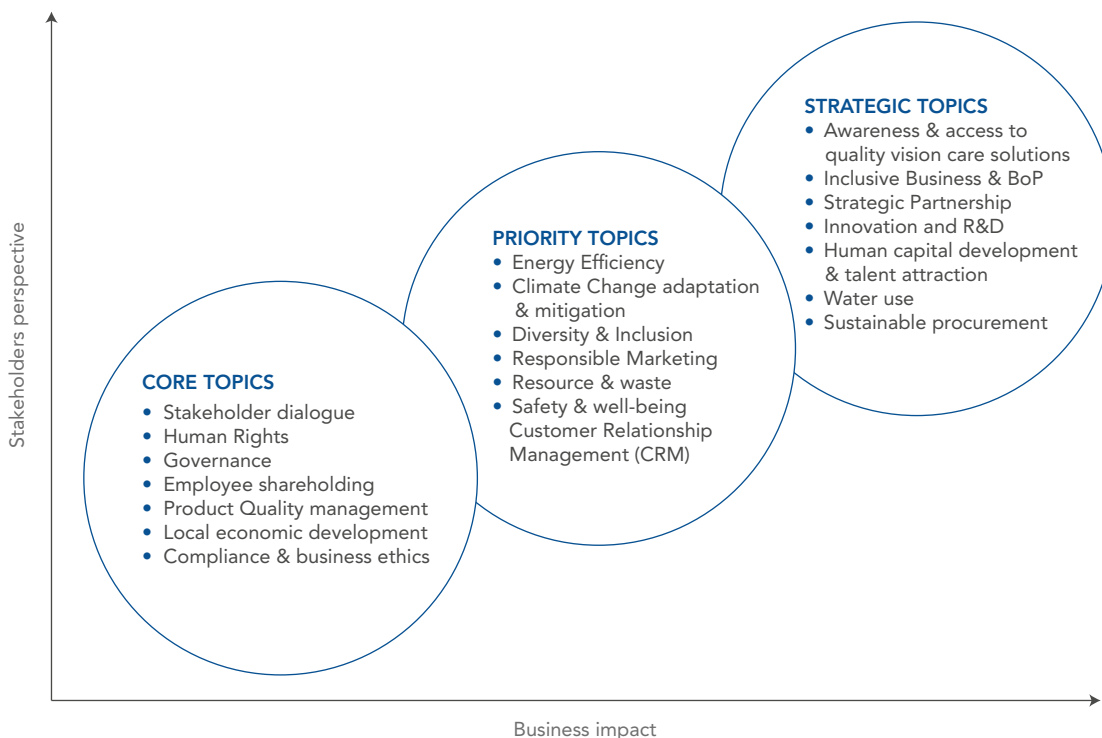 Stakeholders perspective
STRATEGIC TOPICS
• Awareness & access to
quality vision care solutions
• Inclusive Business & BoP
• Strategic Partnership
• Innovation and R&D
• Human capital development
& talent attraction
• Water use
• Sustainable procurement
PRIORITY TOPICS
• Energy Efficiency
• Climate Change adaptation
& mitigation
• Diversity & Inclusion
• Responsible Marketing
• Resource & waste
• Safety & well-being
Customer Relationship
Management (CRM)
CORE TOPICS
• Stakeholder dialogue
• Human Rights
• Governance
• Employee shareholding
• Product Quality management
• Local economic development
• Compliance & business ethics
Business impact